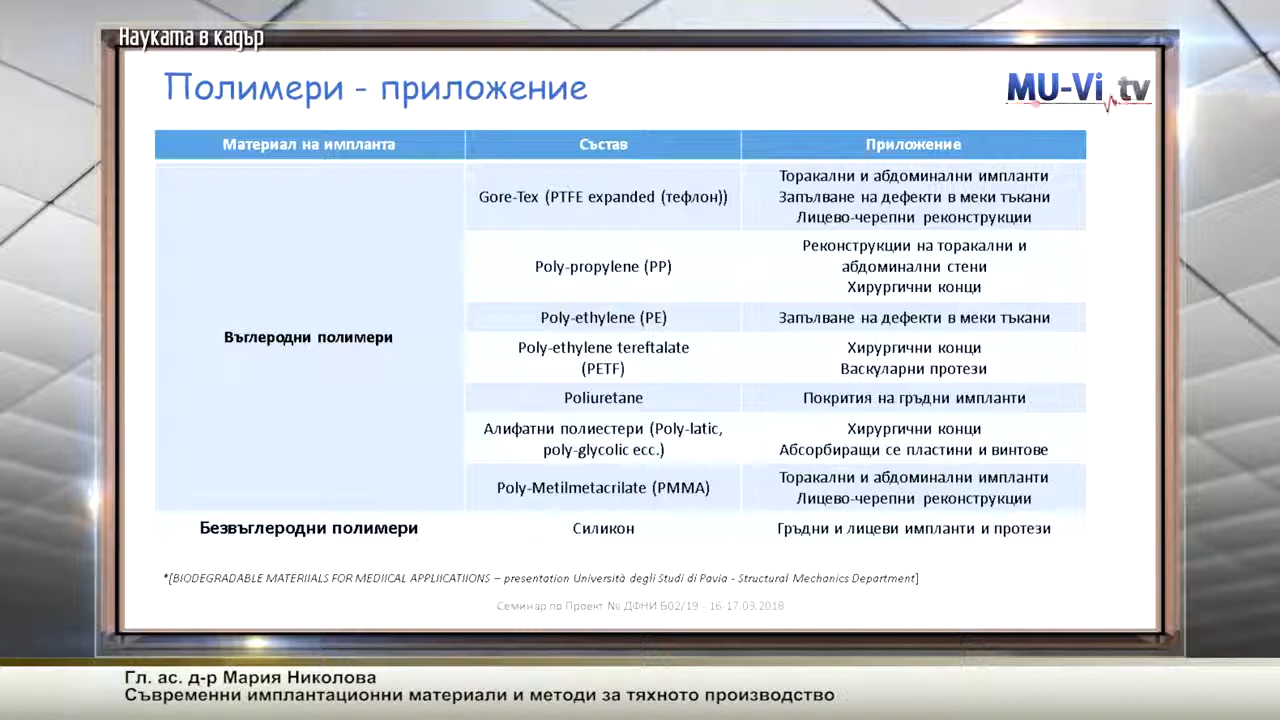 Науката в кадър
Полимери - приложение
MU-Vi.tv
Материал на импланта
Състав
Приложение
Въглеродни полимери
Gore-Tex (PTFE expanded (тефлон))
Торакални и абдоминални импланти
Запълване на дефекти в меки тъкани
Лицево-черепни реконструкции
Poly-propylene (PP)
Реконструкции на торакални и
абдоминални стени
Хирургични конци
Poly-ethylene (PE)
Запълване на дефекти в меки тъкани
Poly-ethylene tereftalate
(PETF)
Хирургични конци
Васкуларни протези
Poliuretane
Покрития на гръдни импланти
Алифатни полиестери (Poly-latic,
poly-glycolic ecc.)
Хирургични конци
Абсорбиращи се пластини и винтове
Poly-Metilmetacrilate (PMMA)
Торакални и абдоминални импланти
Лицево-черепни реконструкции
Безвъглеродни полимери
Силикон
Гръдни и лицеви импланти и протези
*[BIODEGRADABLE MATERIIALS FOR MEDIICAL APPLIICATIIONS – presentation Università degli Studi di Pavia - Structural Mechanics Department]
Семинар по Проект № ДФНИ Б02/19 - 16-17.03.2018
Гл. ас. д-р Мария Николова
Съвременни имплантационни материали и методи за тяхното производство